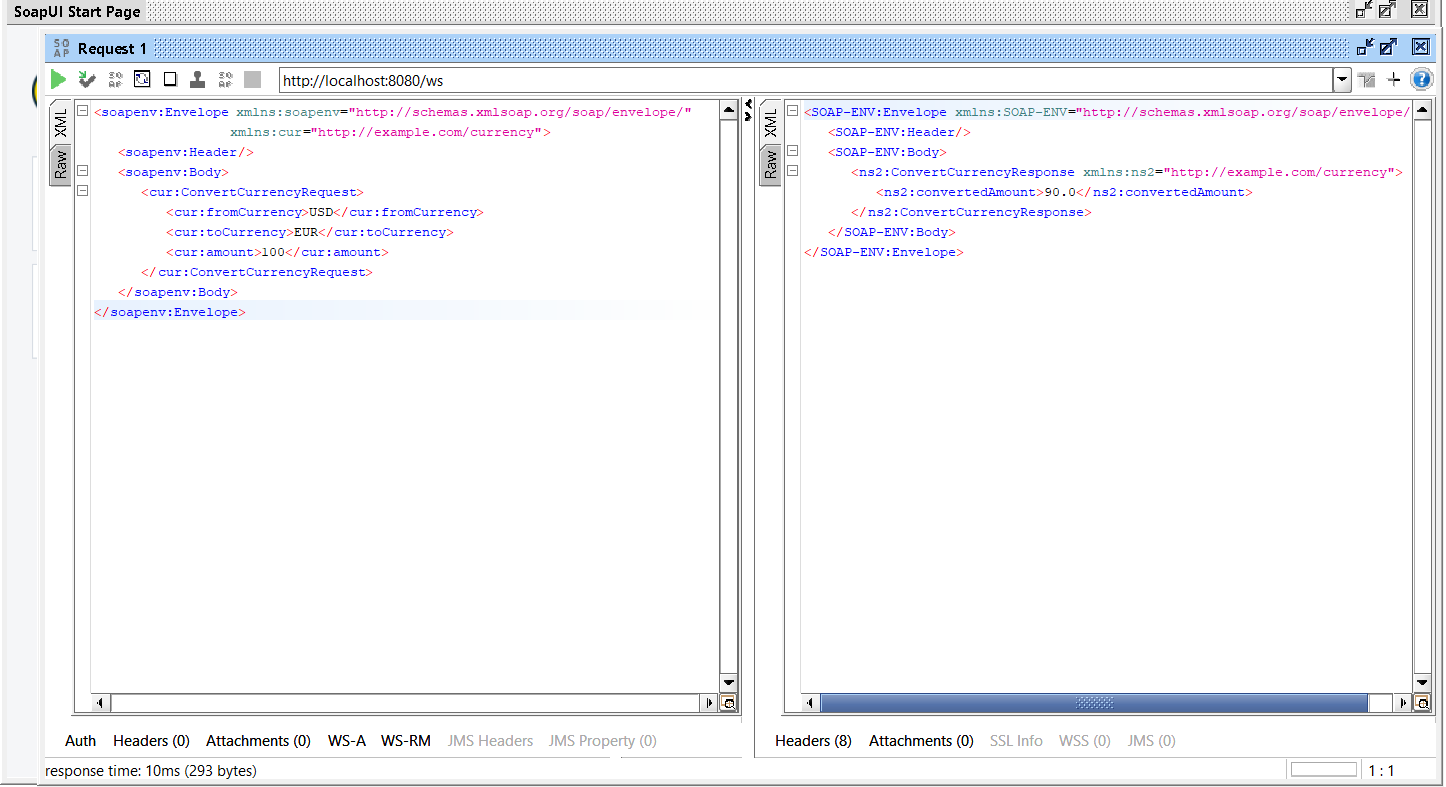 SoapUI Start Page
SO
AP
Request 1
http://localhost:8080/ws
XML
Raw
<soapenv:Envelope xmlns:soapenv="http://schemas.xmlsoap.org/soap/envelope/"
xmlns:cur="http://example.com/currency">
<soapenv:Header/>
<soapenv:Body>
<cur:ConvertCurrencyRequest>
<cur:fromCurrency>USD</cur:fromCurrency>
<cur:toCurrency>EUR</cur:toCurrency>
<cur:amount>100</cur:amount>
</cur:ConvertCurrencyRequest>
</soapenv:Body>
</soapenv:Envelope>
XML
Raw
<SOAP-ENV:Envelope xmlns:SOAP-ENV="http://schemas.xmlsoap.org/soap/envelope/
<SOAP-ENV:Header/>
<SOAP-ENV:Body>
<ns2:ConvertCurrencyResponse xmlns:ns2="http://example.com/currency">
<ns2:convertedAmount>90.0</ns2:convertedAmount>
</ns2:ConvertCurrencyResponse>
</SOAP-ENV:Body>
</SOAP-ENV:Envelope>
Auth Headers (0) Attachments (0) WS-A WS-RM JMS Headers JMS Property (0)
Headers (8) Attachments (0) SSL Info WSS (0) JMS (0)
response time: 10ms (293 bytes)
1 : 1